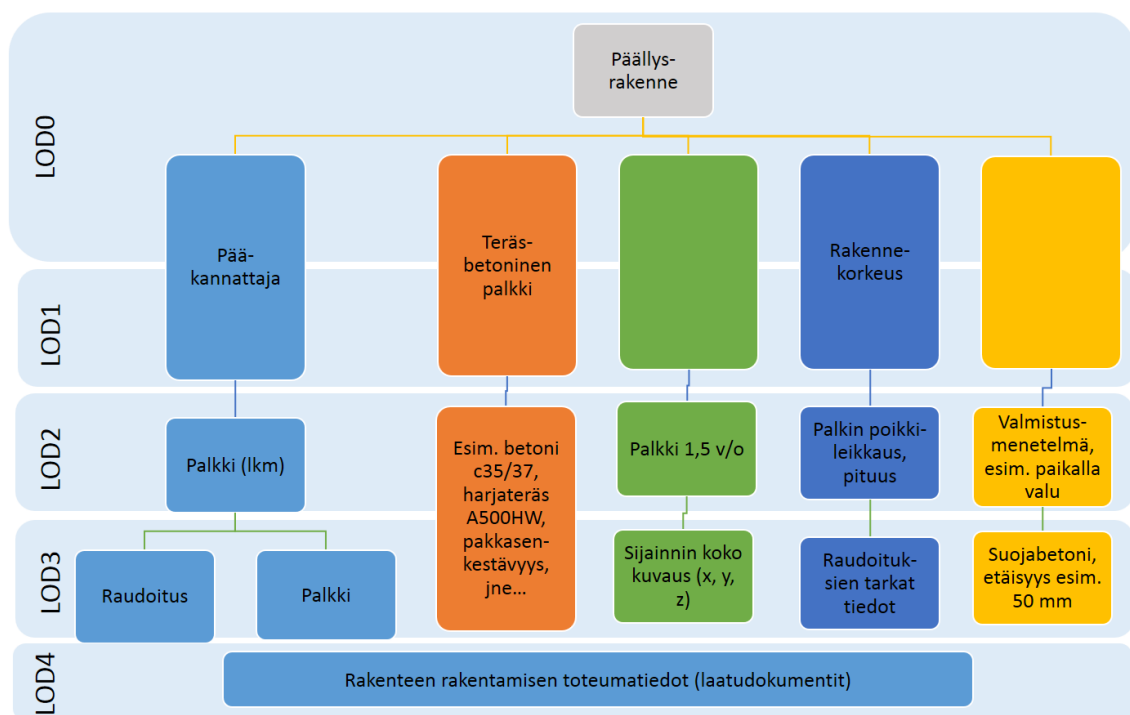 LOD0
Päällys-
rakenne
Pää-
kannattaja
Teräs-
betoninen
palkki
Rakenne-
korkeus
LOD1
LOD2
Palkki (lkm)
Esim. betoni
c35/37,
harjateräs
A500HW,
pakkasen-
kestävyys,
jne...
Palkki 1,5 v/o
Palkin poikki-
leikkaus,
pituus
Valmistus-
menetelmä,
esim. paikalla
valu
LOD3
Raudoitus
Palkki
Sijainnin koko
kuvaus (x, y,
z)
Raudoituk-
sien tarkat
tiedot
Suojabetoni,
etäisyys esim.
50 mm
LOD4
Rakenteen rakentamisen toteumatiedot (laatudokumentit)